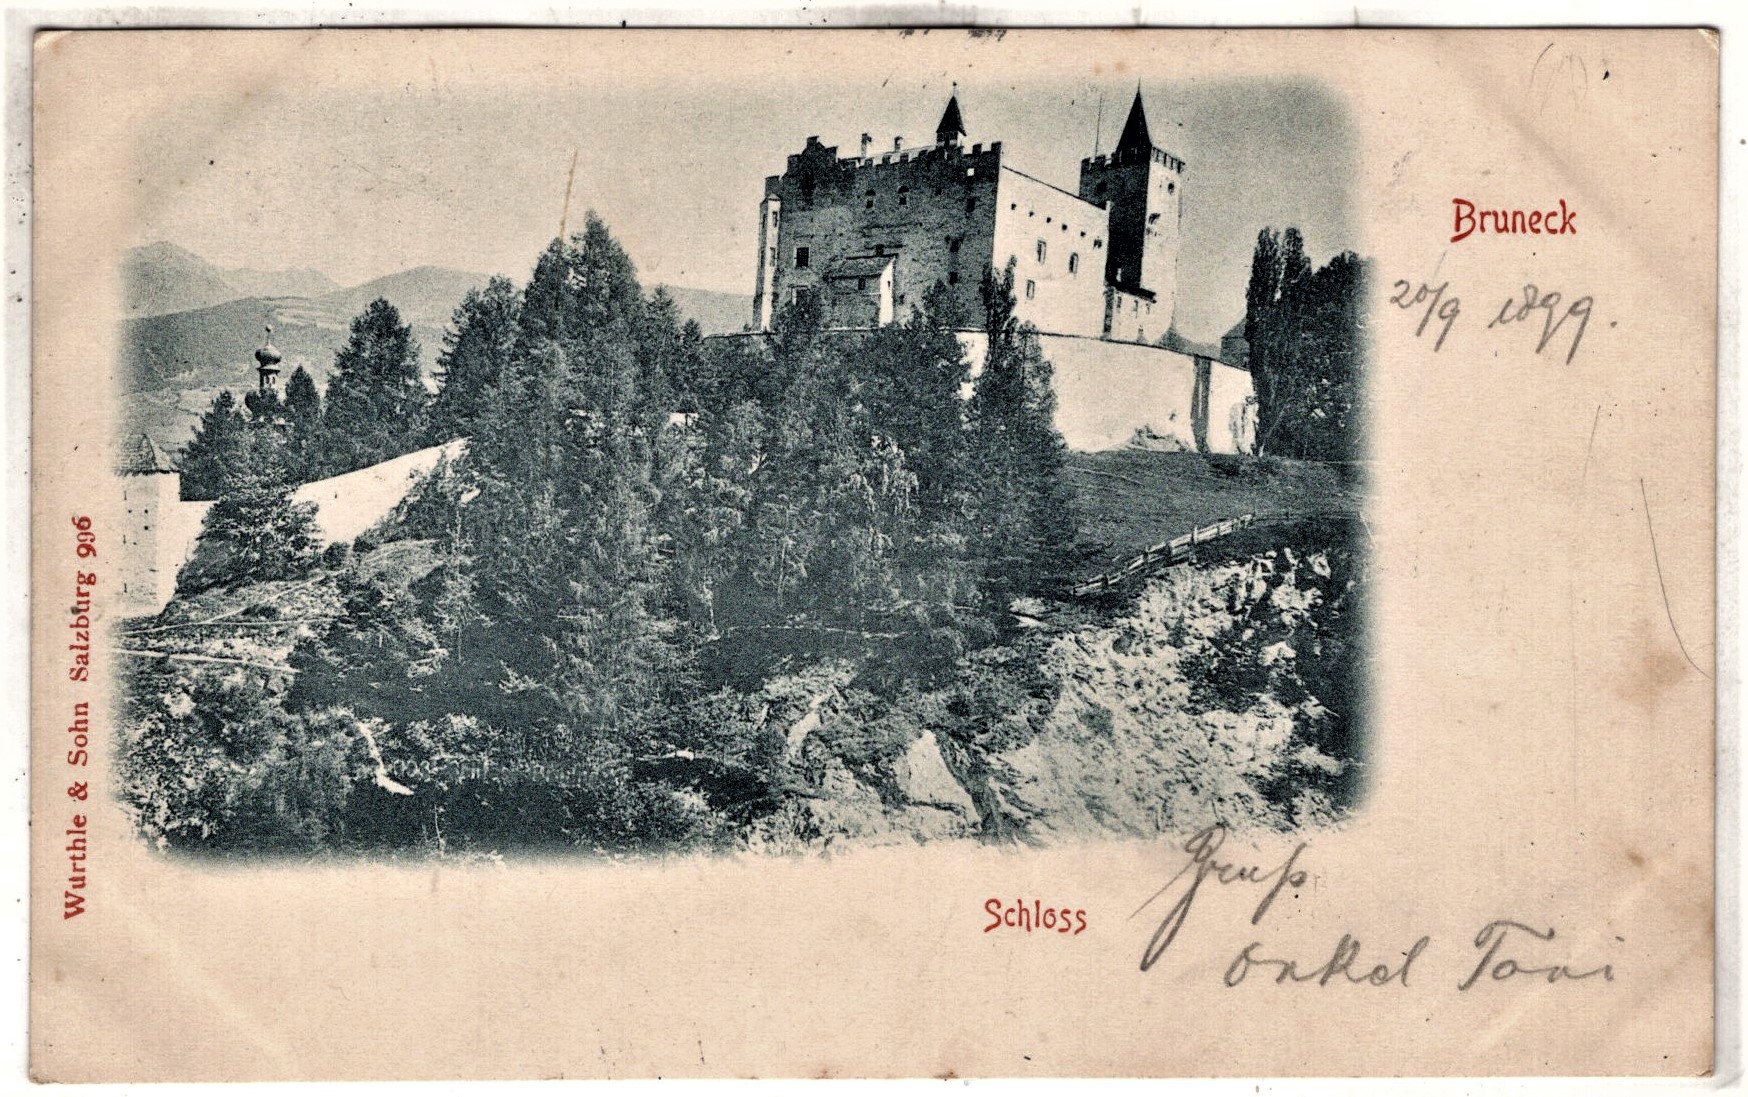 Bruneck
20/9 1899.
Würthle & Sohn Salzburg 996
Schloss
Gruß
Onkel Toni